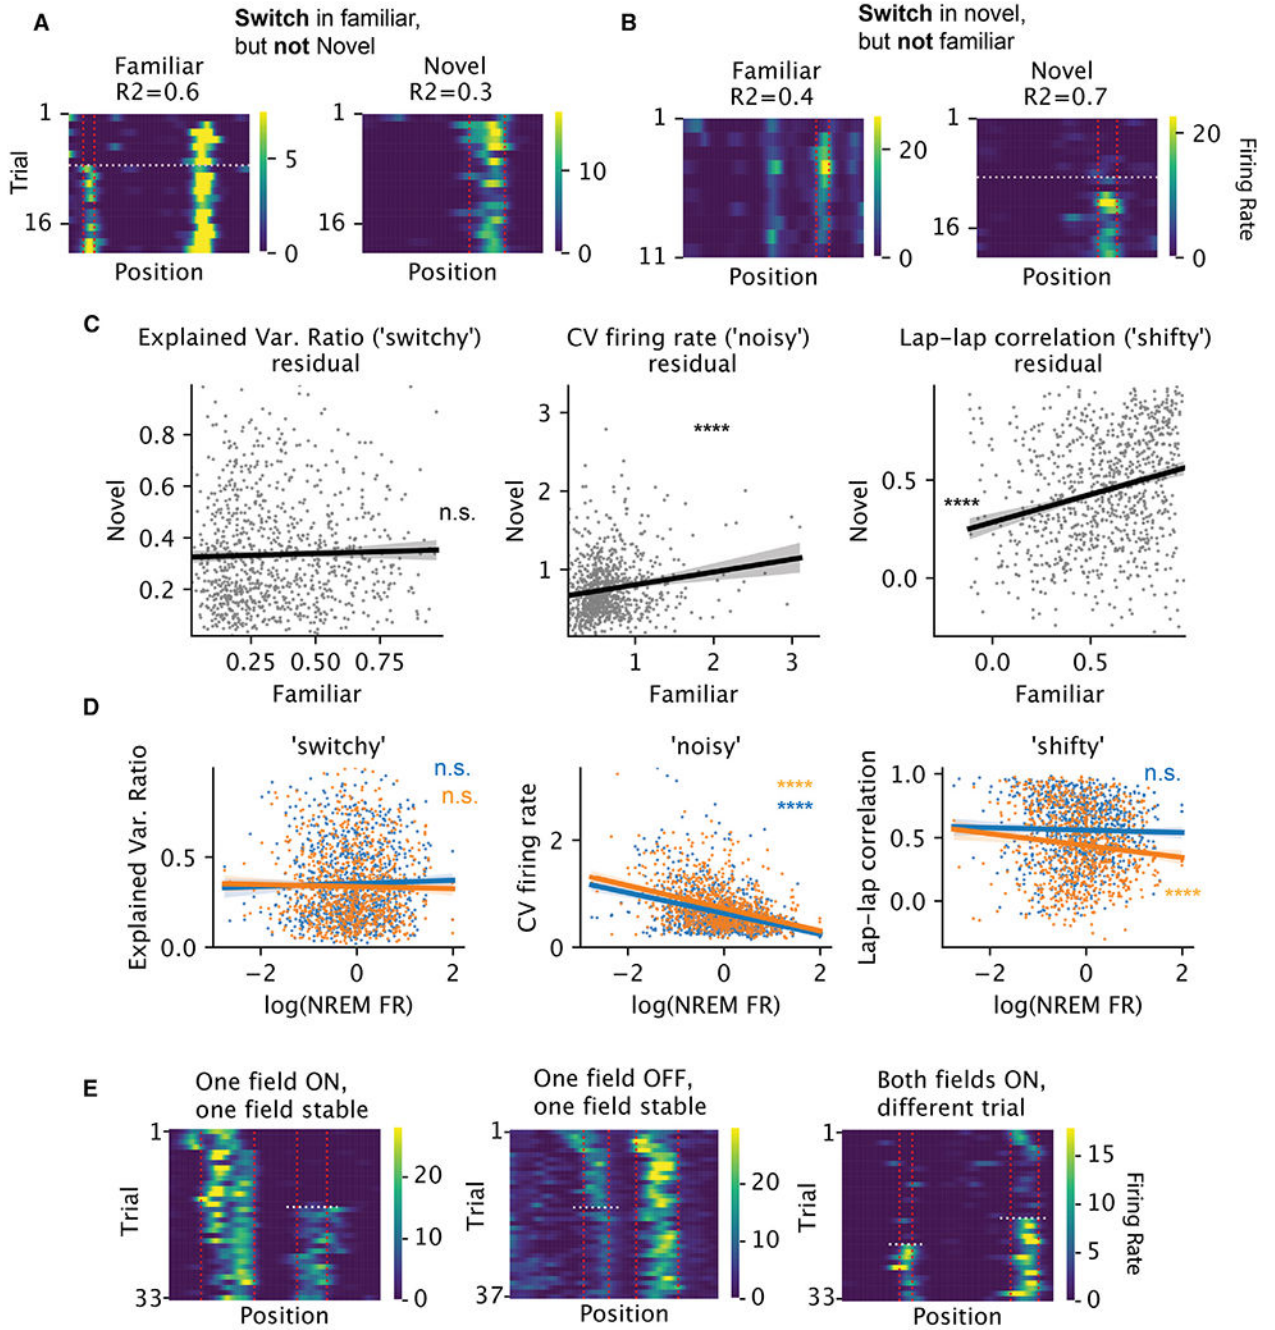 A
Switch in familiar,
but not Novel
Familiar
R2=0.6
Novel
R2=0.3
1
16
Trial
Position
5
0
1
16
Position
10
0
B
Switch in novel,
but not familiar
Familiar
R2=0.4
Novel
R2=0.7
1
11
Position
20
0
1
16
Position
20
0
Firing Rate
C
Explained Var. Ratio ('switchy')
residual
Novel
0.8
0.6
0.4
0.2
n.s.
0.25 0.50 0.75
Familiar
CV firing rate ('noisy')
residual
Novel
3
2
1
****
1 2 3
Familiar
Lap-lap correlation ('shifty')
residual
Novel
0.5
0.0
****
0.0 0.5
Familiar
D
'switchy'
Explained Var. Ratio
0.5
0.0
n.s.
n.s.
−2 0 2
log(NREM FR)
'noisy'
CV firing rate
2
0
****
****
−2 0 2
log(NREM FR)
'shifty'
Lap-lap correlation
1.0
0.5
0.0
n.s.
****
−2 0 2
log(NREM FR)
E
One field ON,
one field stable
1
Trial
33
Position
20
10
0
One field OFF,
one field stable
1
Trial
37
Position
20
10
0
Both fields ON,
different trial
1
Trial
33
Position
15
10
5
0
Firing Rate